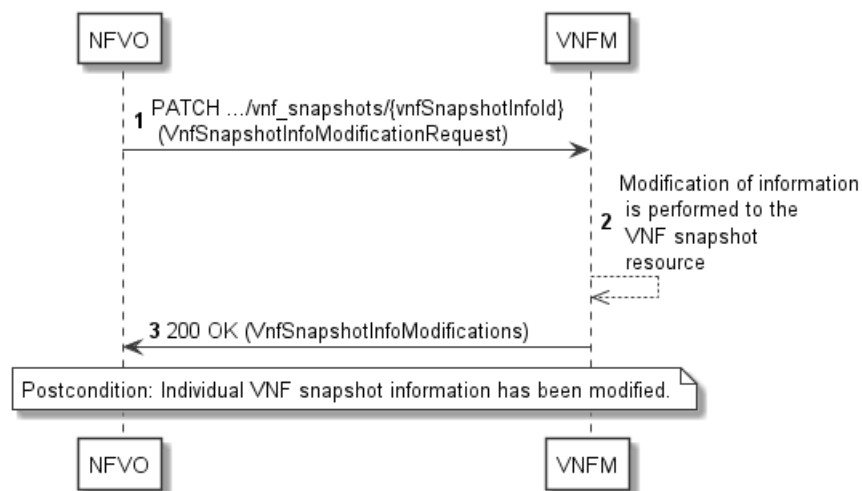 NFVO
VNFM
1 PATCH .../vnf_snapshots/{vnfSnapshotInfoId}
(VnfSnapshotInfoModificationRequest)
Modification of information
2 is performed to the
VNF snapshot
resource
3 200 OK (VnfSnapshotInfoModifications)
Postcondition: Individual VNF snapshot information has been modified.
NFVO
VNFM